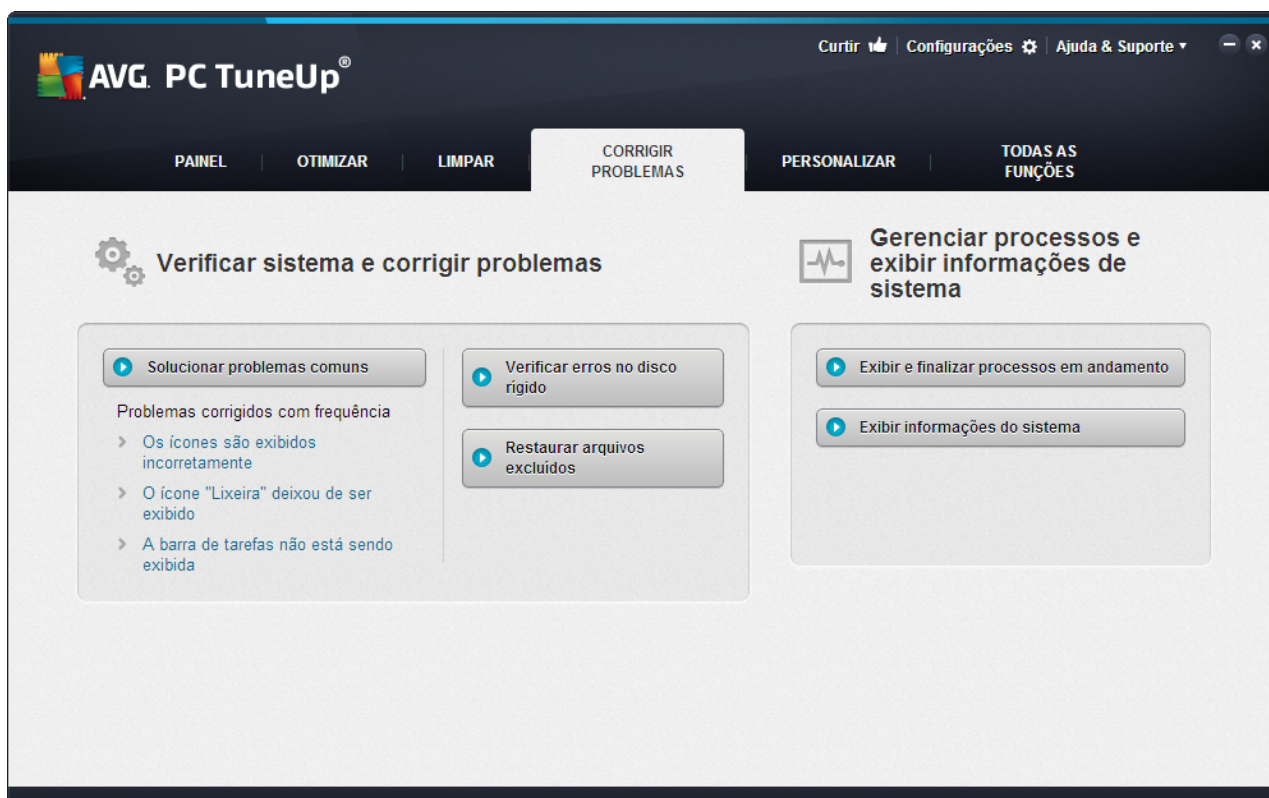 Curtir | Configurações | Ajuda & Suporte
AVG. PC TuneUp®
PAINEL
OTIMIZAR
LIMPAR
CORRIGIR
PROBLEMAS
PERSONALIZAR
TODAS AS
FUNÇÕES
Verificar sistema e corrigir problemas
Solucionar problemas comuns
Problemas corrigidos com frequência
Os ícones são exibidos
incorretamente
O ícone "Lixeira" deixou de ser
exibido
A barra de tarefas não está sendo
exibida
Verificar erros no disco
rígido
Restaurar arquivos
excluídos
Gerenciar processos e
exibir informações de
sistema
Exibir e finalizar processos em andamento
Exibir informações do sistema